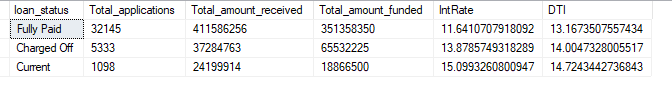 loan_status Total_applications Total_amount_received Total_amount_funded IntRate DTI
Fully Paid 32145 411586256 351358350 11.6410707918092 13.1673507557434
Charged Off 5333 37284763 65532225 13.8785749318289 14.0047328005517
Current 1098 24199914 18866500 15.0993260800947 14.7243442736843